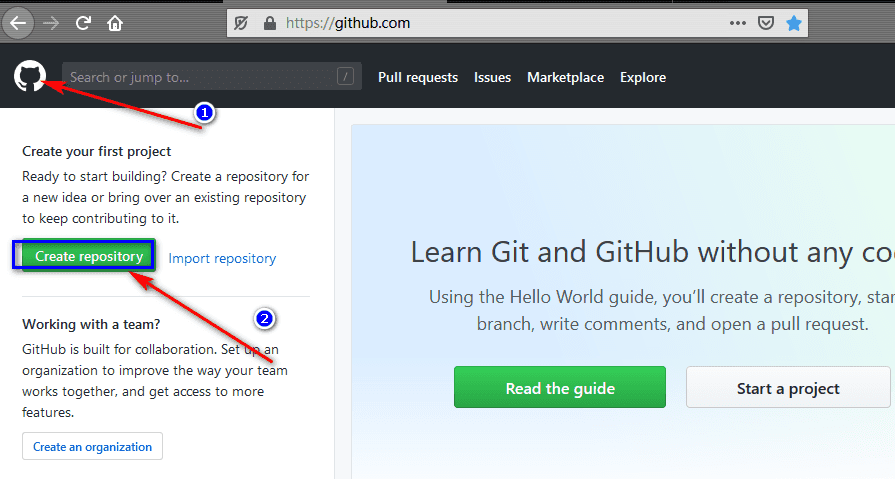 https://github.com
Search or jump to... /
Pull requests Issues Marketplace Explore
1
Create your first project
Ready to start building? Create a repository for
a new idea or bring over an existing repository
to keep contributing to it.
Create repository Import repository
2
Working with a team?
GitHub is built for collaboration. Set up an
organization to improve the way your team
works together, and get access to more
features.
Create an organization
Learn Git and GitHub without any co
Using the Hello World guide, you’ll create a repository, star
branch, write comments, and open a pull request.
Read the guide Start a project